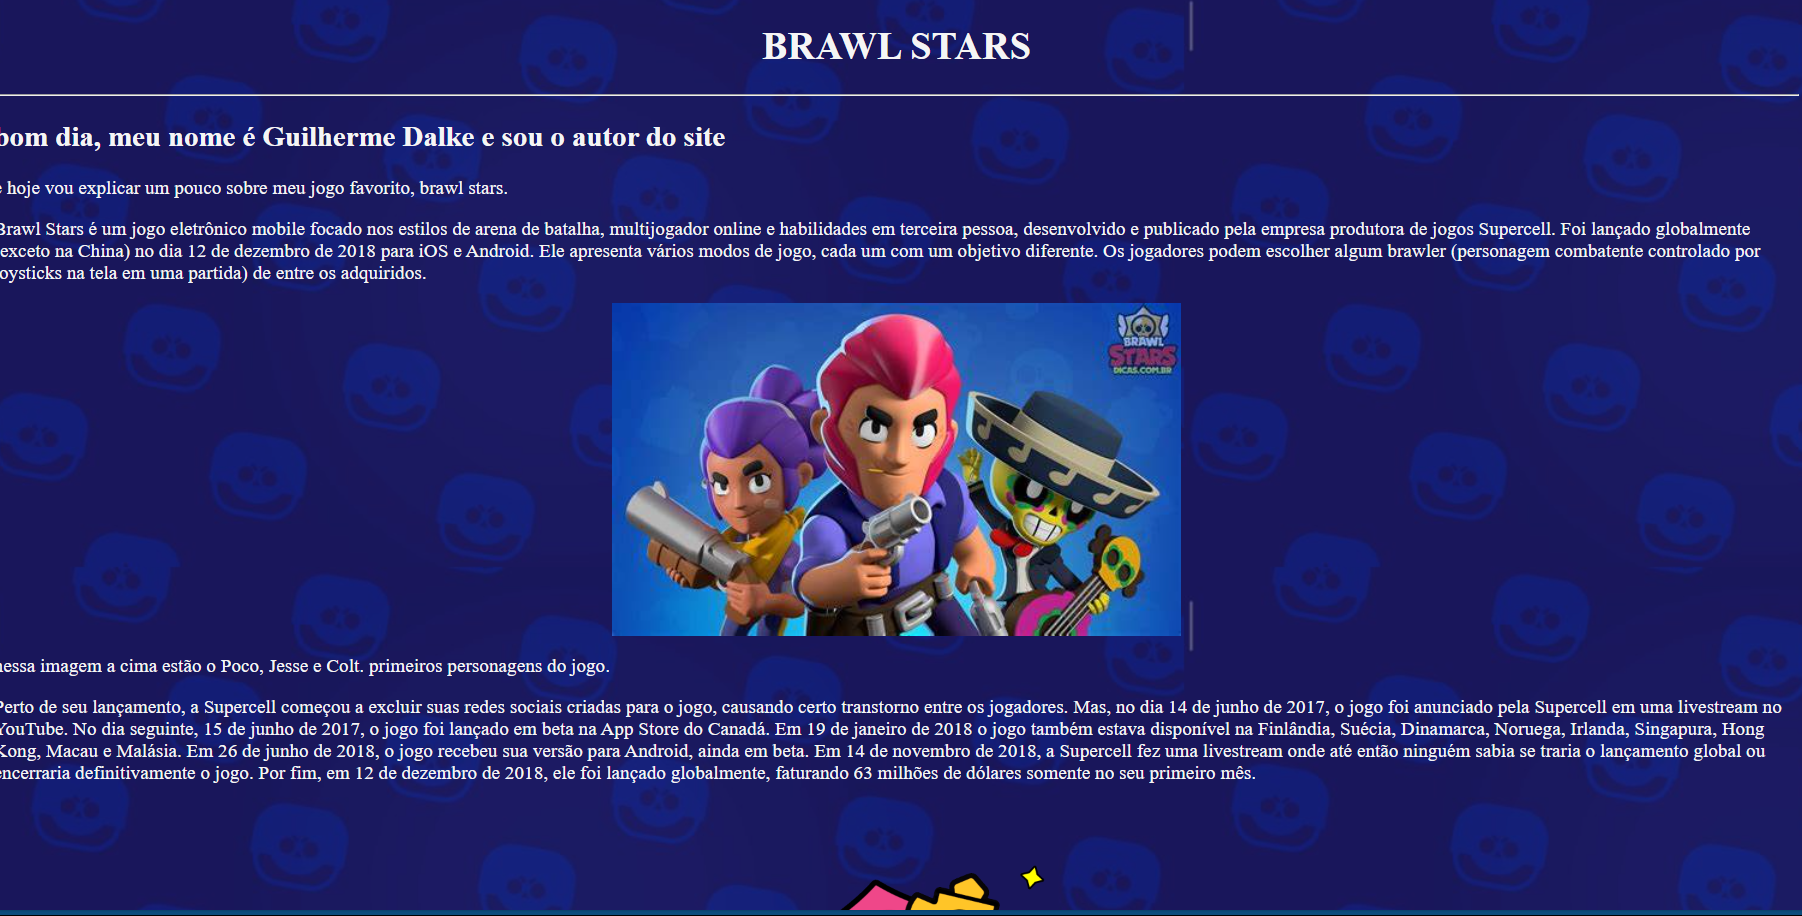 BRAWL STARS
bom dia, meu nome é Guilherme Dalke e sou o autor do site
e hoje vou explicar um pouco sobre meu jogo favorito, brawl stars.
Brawl Stars é um jogo eletrônico mobile focado nos estilos de arena de batalha, multijogador online e habilidades em terceira pessoa, desenvolvido e publicado pela empresa produtora de jogos Supercell. Foi lançado globalmente
(exceto na China) no dia 12 de dezembro de 2018 para iOS e Android. Ele apresenta vários modos de jogo, cada um com um objetivo diferente. Os jogadores podem escolher algum brawler (personagem combatente controlado por
joysticks na tela em uma partida) de entre os adquiridos.
BRAWL
STARS
DICAS.COM.BR
nessa imagem a cima estão o Poco, Jesse e Colt. primeiros personagens do jogo.
Perto de seu lançamento, a Supercell começou a excluir suas redes sociais criadas para o jogo, causando certo transtorno entre os jogadores. Mas, no dia 14 de junho de 2017, o jogo foi anunciado pela Supercell em uma livestream no
YouTube. No dia seguinte, 15 de junho de 2017, o jogo foi lançado em beta na App Store do Canadá. Em 19 de janeiro de 2018 o jogo também estava disponível na Finlândia, Suécia, Dinamarca, Noruega, Irlanda, Singapura, Hong
Kong, Macau e Malásia. Em 26 de junho de 2018, o jogo recebeu sua versão para Android, ainda em beta. Em 14 de novembro de 2018, a Supercell fez uma livestream onde até então ninguém sabia se traria o lançamento global ou
encerraria definitivamente o jogo. Por fim, em 12 de dezembro de 2018, ele foi lançado globalmente, faturando 63 milhões de dólares somente no seu primeiro mês.